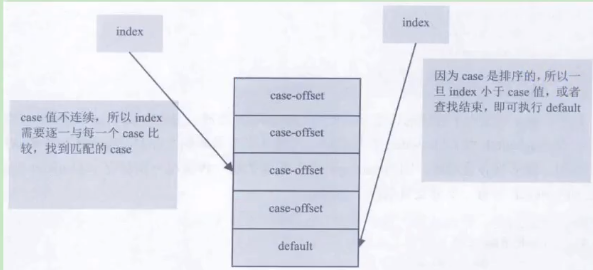 index
index
case 值不连续，所以 index
需要逐一与每一个 case 比
较，找到匹配的 case
case-offset
case-offset
case-offset
case-offset
default
因为 case 是排序的，所以一
旦 index 小于 case 值，或者
查找结束，即可执行 default